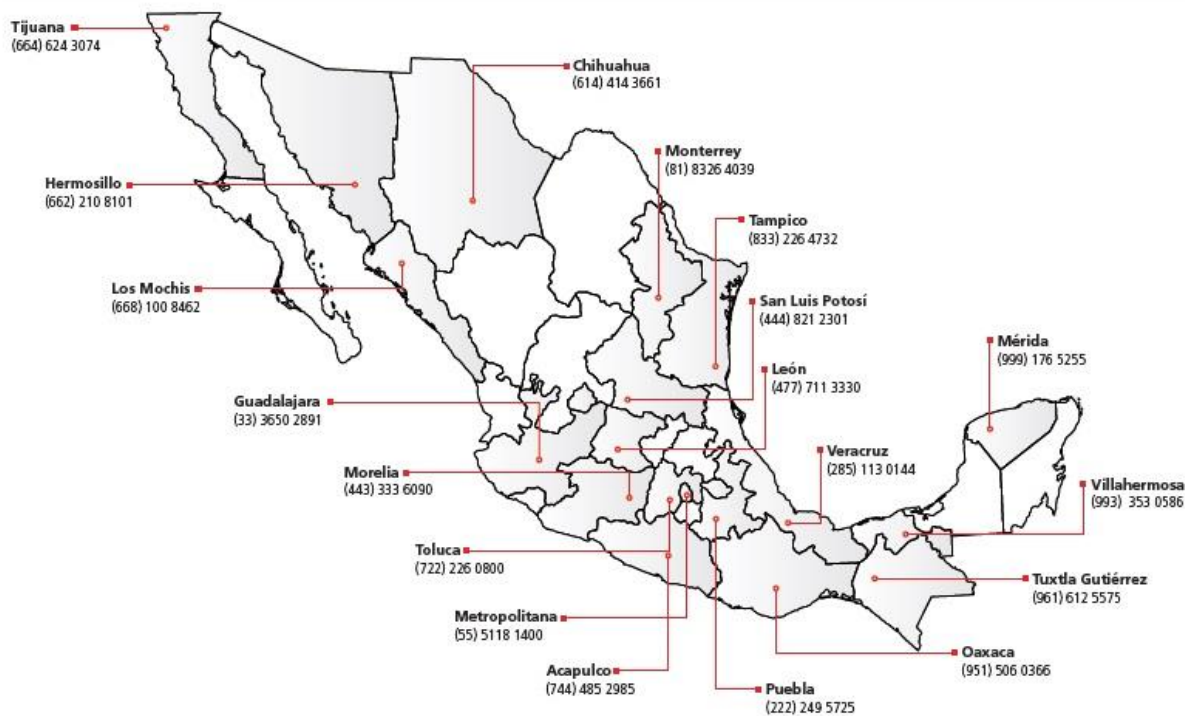 Tijuana
(664) 624 3074
Chihuahua
(614) 414 3661
Monterrey
(81) 8326 4039
Hermosillo
(662) 210 8101
Tampico
(833) 226 4732
Los Mochis
(668) 100 8462
San Luis Potosí
(444) 821 2301
Mérida
(999) 176 5255
León
(477) 711 3330
Guadalajara
(33) 3650 2891
Veracruz
(285) 113 0144
Morelia
(443) 333 6090
Villahermosa
(993) 353 0586
Toluca
(722) 226 0800
Tuxtla Gutiérrez
(961) 612 5575
Metropolitana
(55) 5118 1400
Oaxaca
(951) 506 0366
Acapulco
(744) 485 2985
Puebla
(222) 249 5725